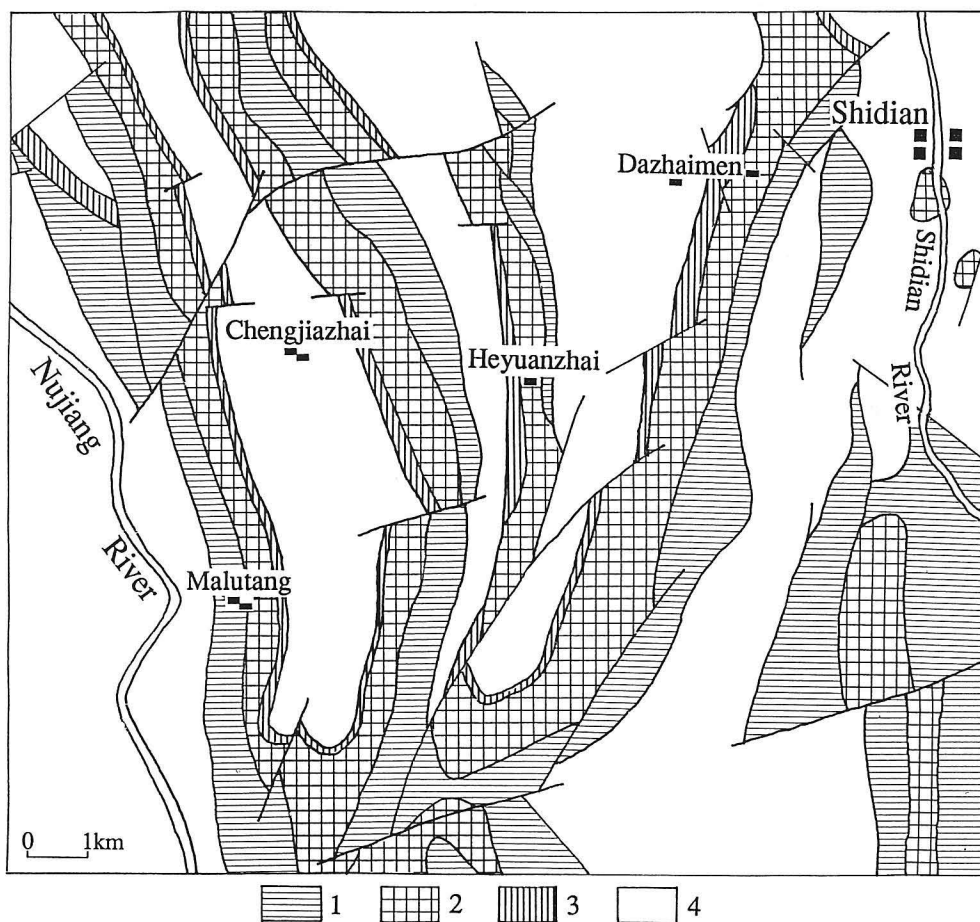 Shidian
Dazhaimen
Shidian
River
Chengjiazhai
Heyuanzhai
Nujiang
River
Malutang
0 1km
1 2 3 4